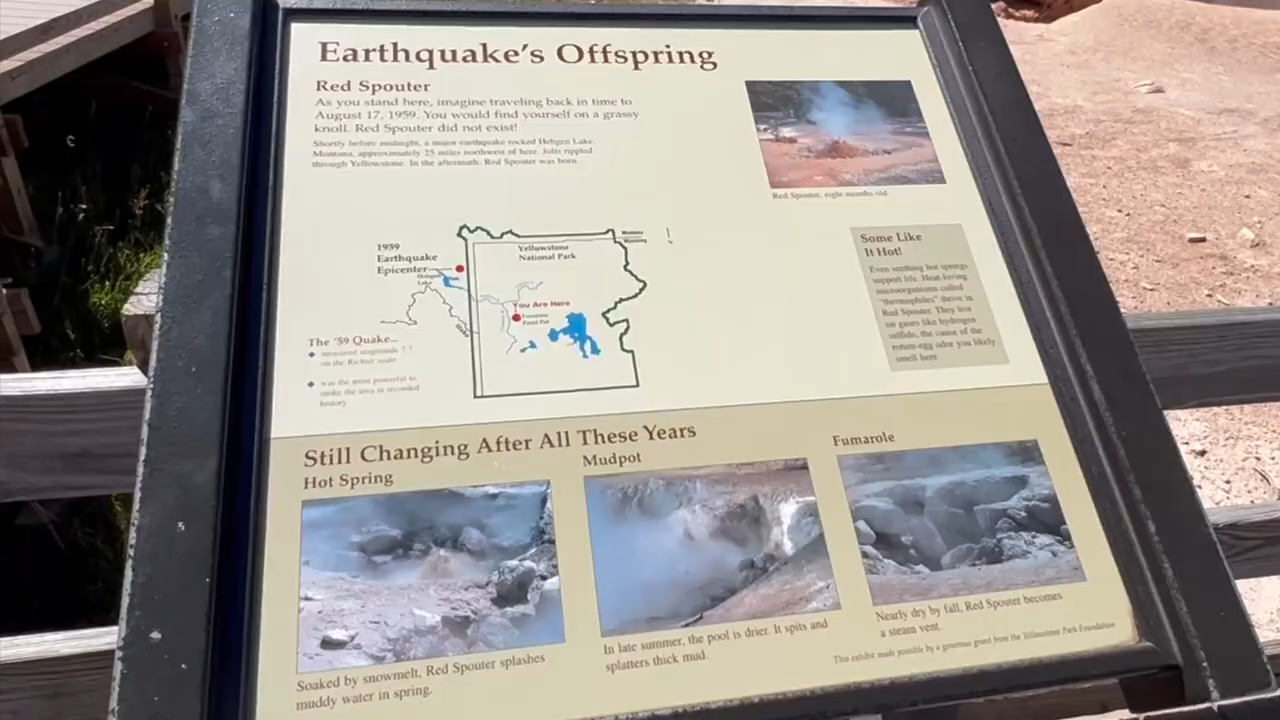 Earthquake's Offspring
Red Spouter
As you stand here, imagine traveling back in time to
August 17, 1959. You would find yourself on a grassy
knoll. Red Spouter did not exist!
Shortly before midnight, a major earthquake rocked Hebgen Lake,
Montana, approximately 25 miles northwest of here. Jolts rippled
through Yellowstone. In the aftermath, Red Spouter was born.
Red Spouter, eight months old
1959
Earthquake
Epicenter
Hebgen
Lake
Yellowstone
National Park
Montana
Wyoming
Idaho
You Are Here
Fountain
Paint Pot
The '59 Quake...
measured magnitude
on the Richter scale
was the most powerful to
strike the area in recorded
history
Some Like
It Hot!
Even seething hot springs
support life. Heat-loving
microorganisms called
"thermophiles" thrive in
Red Spouter. They live
on gases like hydrogen
sulfide, the cause of the
rotten-egg odor you likely
smell here
Still Changing After All These Years
Hot Spring
Soaked by snowmelt, Red Spouter splashes
muddy water in spring.
Mudpot
In late summer, the pool is drier. It spits and
splatters thick mud.
Fumarole
Nearly dry by fall, Red Spouter becomes
a steam vent.
This exhibit made possible by a generous grant from the Yellowstone Park Foundation